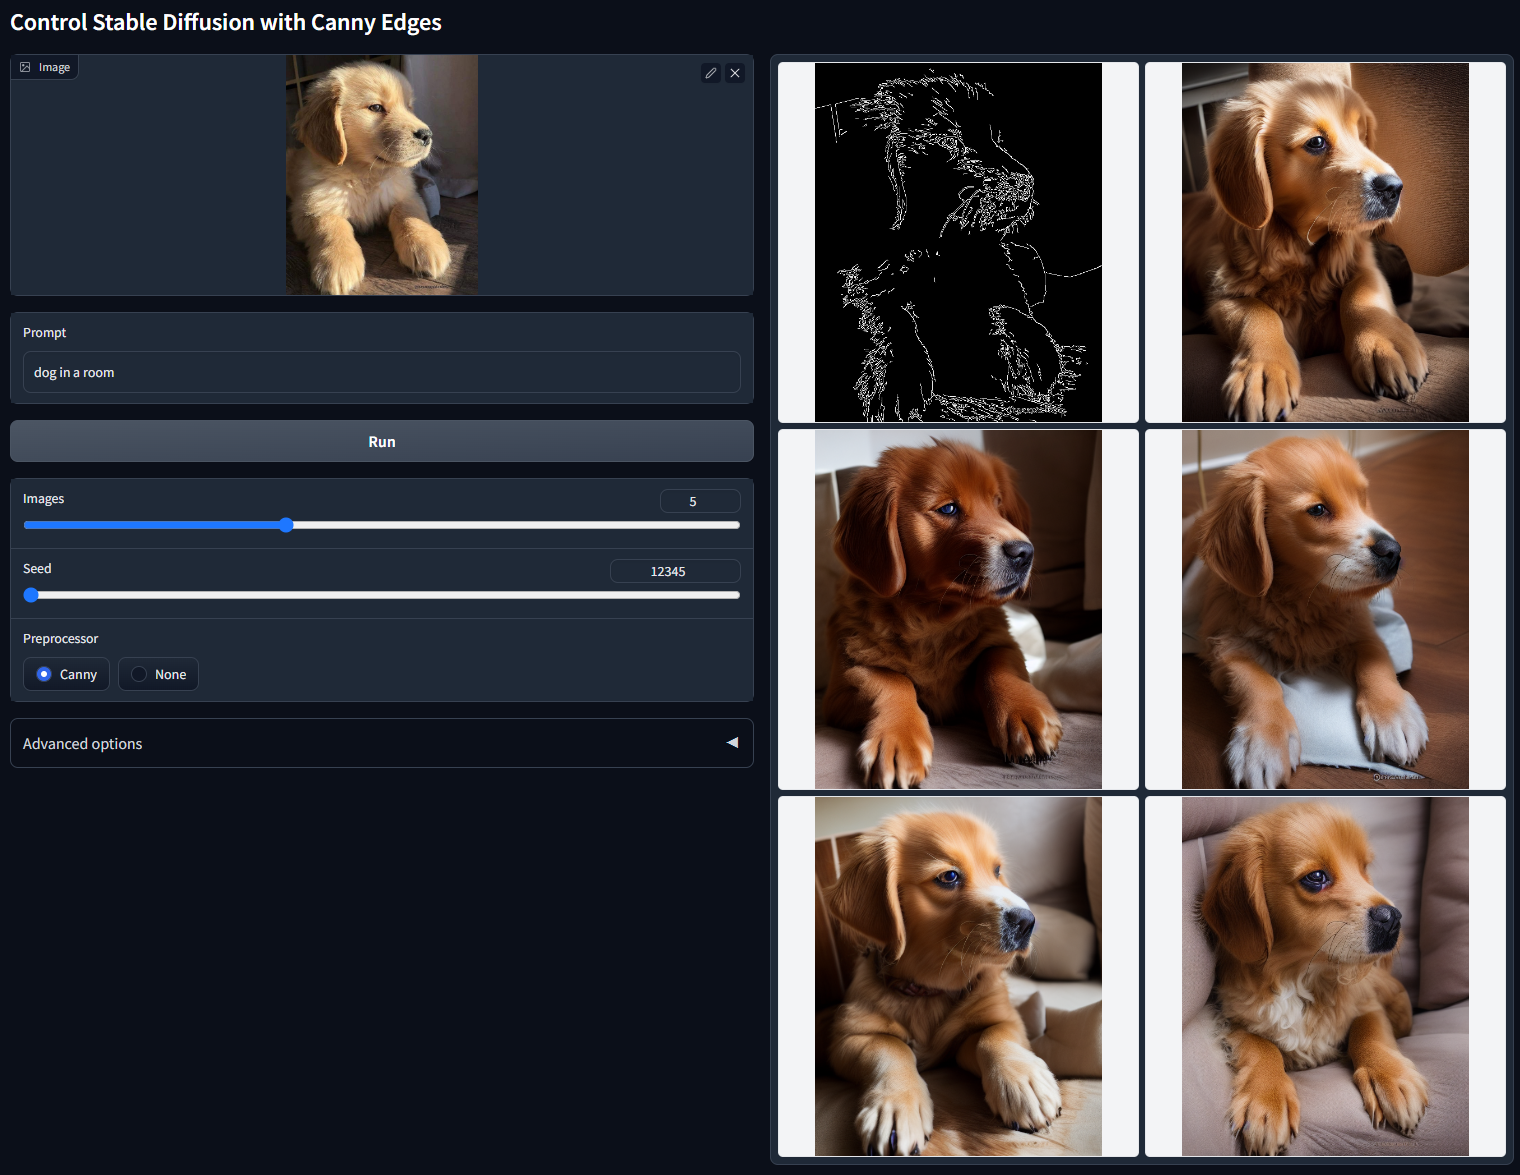 Control Stable Diffusion with Canny Edges
Image
Prompt
dog in a room
Run
Images
5
Seed
12345
Preprocessor
Canny
None
Advanced options